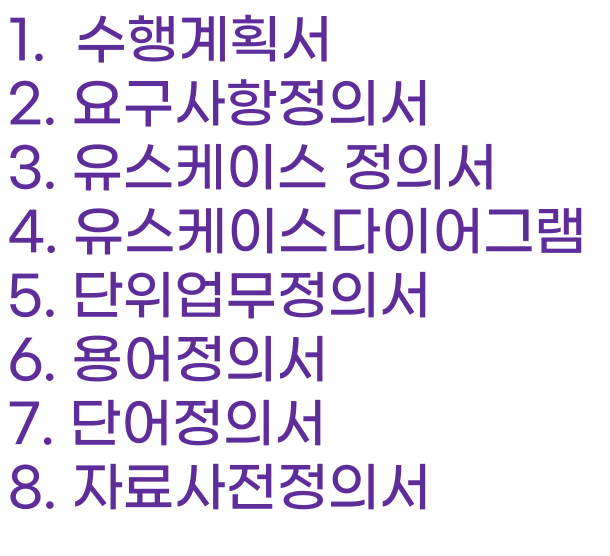 1. 수행계획서
2. 요구사항정의서
3. 유스케이스 정의서
4. 유스케이스다이어그램
5. 단위업무정의서
6. 용어정의서
7. 단어정의서
8. 자료사전정의서